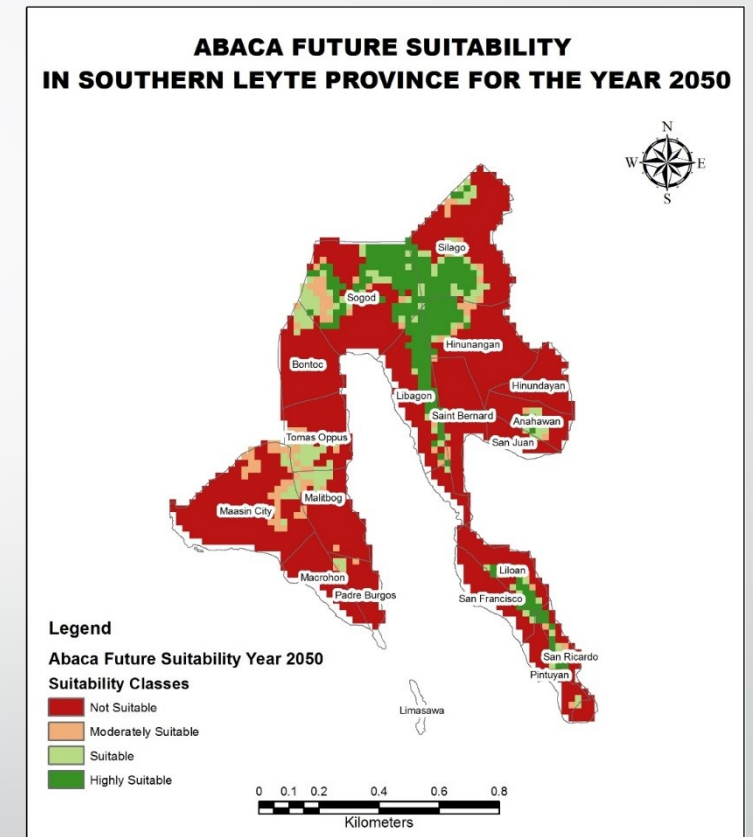 ABACA FUTURE SUITABILITY
IN SOUTHERN LEYTE PROVINCE FOR THE YEAR 2050
N
W
E
S
Silago
Sogod
Hinunangan
Bontoc
Hinundayan
Libagon
Saint Bernard
Anahawan
Tomas Oppus
San Juan
Malitbog
Maasin City
Liloan
Macrohon
Padre Burgos
San Francisco
San Ricardo
Pintuyan
Limasawa
Legend
Abaca Future Suitability Year 2050
Suitability Classes
Not Suitable
Moderately Suitable
Suitable
Highly Suitable
0 0.1 0.2 0.4 0.6 0.8
Kilometers